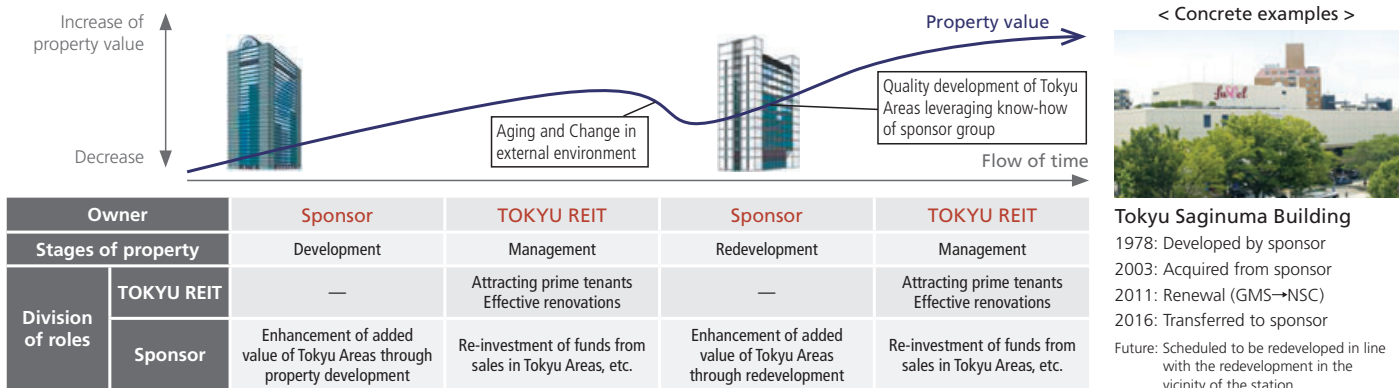 Increase of
property value
Decrease
Property value
Aging and Change in
external environment
Quality development of Tokyu
Areas leveraging know-how
of sponsor group
Flow of time
Owner
Sponsor
TOKYU REIT
Sponsor
TOKYU REIT
Stages of property
Development
Management
Redevelopment
Management
Division
of roles
TOKYU REIT
—
Attracting prime tenants
Effective renovations
—
Attracting prime tenants
Effective renovations
Sponsor
Enhancement of added
value of Tokyu Areas through
property development
Re-investment of funds from
sales in Tokyu Areas, etc.
Enhancement of added
value of Tokyu Areas
through redevelopment
Re-investment of funds from
sales in Tokyu Areas, etc.
< Concrete examples >
Tokyu Saginuma Building
1978: Developed by sponsor
2003: Acquired from sponsor
2011: Renewal (GMS→NSC)
2016: Transferred to sponsor
Future: Scheduled to be redeveloped in line
with the redevelopment in the
vicinity of the station